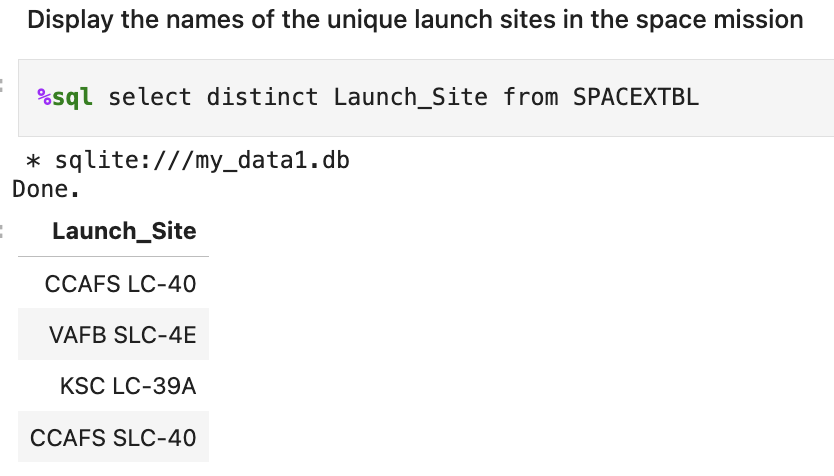 Display the names of the unique launch sites in the space mission
%sql select distinct Launch_Site from SPACEXTBL
* sqlite:///my_data1.db
Done.
Launch_Site
CCAFS LC-40
VAFB SLC-4E
KSC LC-39A
CCAFS SLC-40